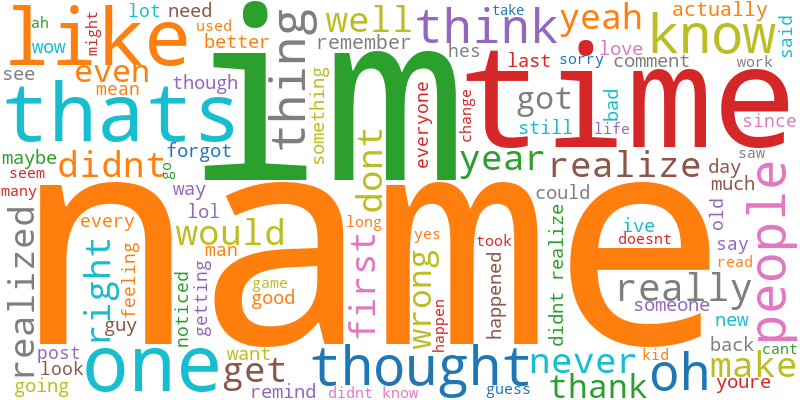 ah lot need
might
like
wow
used
better
well
remember
think
take
yeah
hes
sorry
love
actually
know
said
see
even
mean
though
im
thing
something
everyone
change
last
comment
work
time
thats
got
still
bad
life
since
maybe
didnt
forgot
go
dont
year
realize
saw
day
much
seem
many
way
lol
name
could
people
realized
every
right
feeling
would
man
long
first
yes
wrong
took
happened
didnt realize
ive
doesnt
old
say
read
guy
noticed
getting
game
good
happen
really
someone
new
post
look
going
one
get
want
remind
thought
didnt know
guess
never
thank
kid
oh
back
make
cant
youre